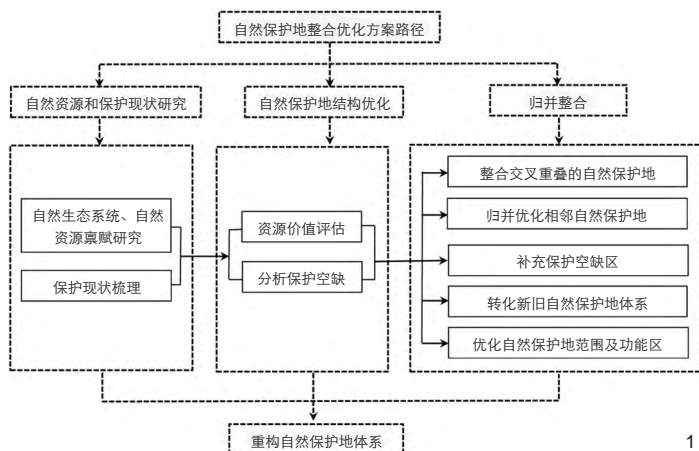 自然保护地整合优化方案路径
自然资源和保护现状研究
自然保护地结构优化
归并整合
自然生态系统、自然
资源禀赋研究
保护现状梳理
资源价值评估
分析保护空缺
整合交叉重叠的自然保护地
归并优化相邻自然保护地
补充保护空缺区
转化新旧自然保护地体系
优化自然保护地范围及功能区
重构自然保护地体系
1